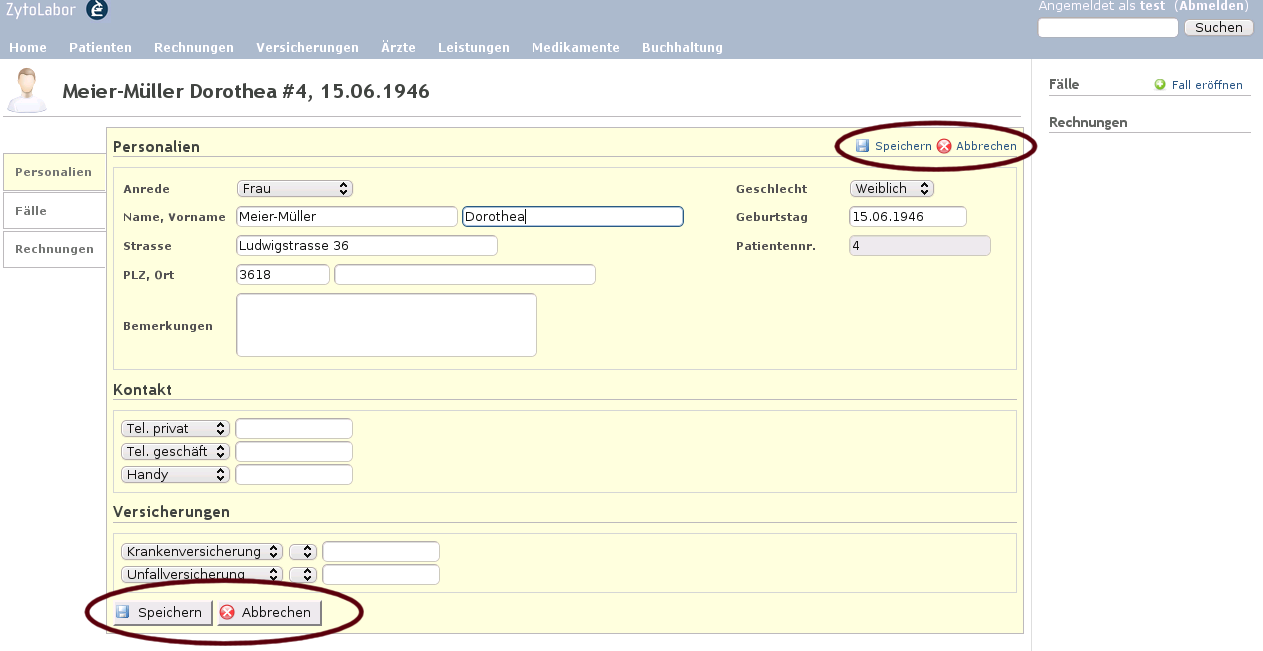 ZytoLabor
Angemeldet als test (Abmelden)
Suchen
Home Patienten Rechnungen Versicherungen Ärzte Leistungen Medikamente Buchhaltung
Meier-Müller Dorothea #4, 15.06.1946
Fälle Fall eröffnen
Rechnungen
Personalien
Fälle
Rechnungen
Personalien Speichern Abbrechen
Anrede Frau Geschlecht Weiblich
Name, Vorname Meier-Müller Dorothea Geburtstag 15.06.1946
Strasse Ludwigstrasse 36 Patientennr. 4
PLZ, Ort 3618
Bemerkungen
Kontakt
Tel. privat
Tel. geschäft
Handy
Versicherungen
Krankenversicherung
Unfallversicherung
Speichern Abbrechen